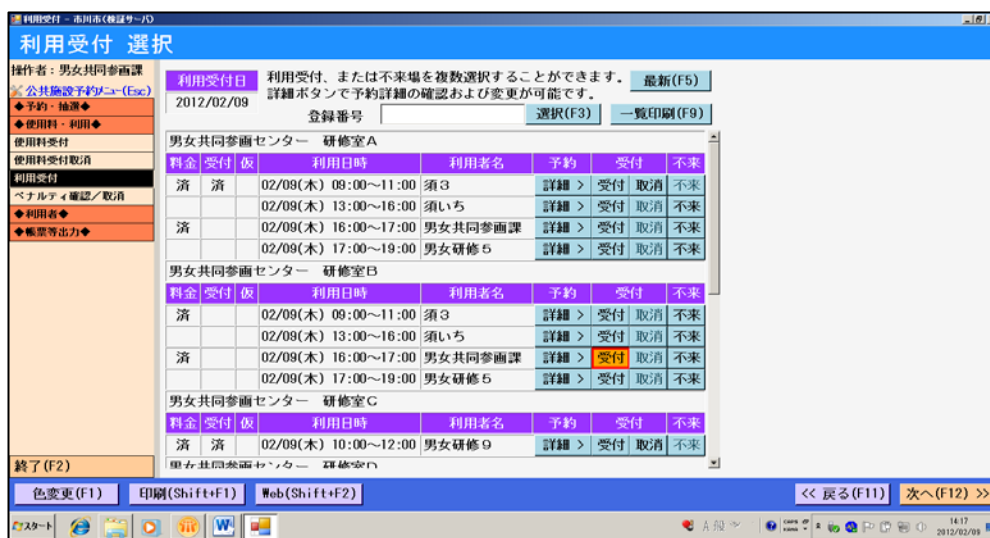 利用受付 - 市川市(検証サーバ)
利用受付 選択
操作者：男女共同参画課
公共施設予約メニュー(Esc)
◆予約・抽選◆
◆使用料・利用◆
使用料受付
使用料受付取消
利用受付
ペナルティ確認／取消
◆利用者◆
◆帳票等出力◆
終了(F2)
利用受付日
2012/02/09
利用受付、または不来場を複数選択することができます。
詳細ボタンで予約詳細の確認および変更が可能です。
最新(F5)
登録番号 選択(F3) 一覧印刷(F9)
男女共同参画センター 研修室A
料金 受付 仮 利用日時 利用者名 予約 受付 不来
済 済 02/09(木) 09:00～11:00 須3 詳細 > 受付 取消 不来
02/09(木) 13:00～16:00 須いち 詳細 > 受付 取消 不来
済 02/09(木) 16:00～17:00 男女共同参画課 詳細 > 受付 取消 不来
02/09(木) 17:00～19:00 男女研修5 詳細 > 受付 取消 不来
男女共同参画センター 研修室B
料金 受付 仮 利用日時 利用者名 予約 受付 不来
済 02/09(木) 09:00～11:00 須3 詳細 > 受付 取消 不来
02/09(木) 13:00～16:00 須いち 詳細 > 受付 取消 不来
済 02/09(木) 16:00～17:00 男女共同参画課 詳細 > 受付 取消 不来
02/09(木) 17:00～19:00 男女研修5 詳細 > 受付 取消 不来
男女共同参画センター 研修室C
料金 受付 仮 利用日時 利用者名 予約 受付 不来
済 済 02/09(木) 10:00～12:00 男女研修9 詳細 > 受付 取消 不来
男女共同参画センター 研修室D
色変更(F1) 印刷(Shift+F1) Web(Shift+F2) << 戻る(F11) 次へ(F12) >>
スタート A 般 CAPS KANA 14:17
2012/02/09